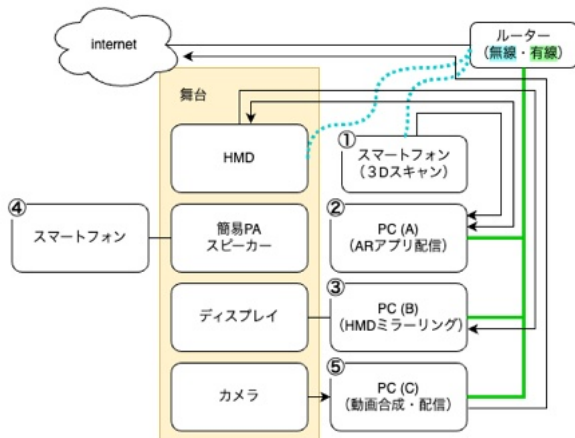 internet
ルーター
(無線・有線)
舞台
HMD
①
スマートフォン
(3Dスキャン)
④
スマートフォン
簡易PA
スピーカー
②
PC (A)
(ARアプリ配信)
ディスプレイ
③
PC (B)
(HMDミラーリング)
カメラ
⑤
PC (C)
(動画合成・配信)